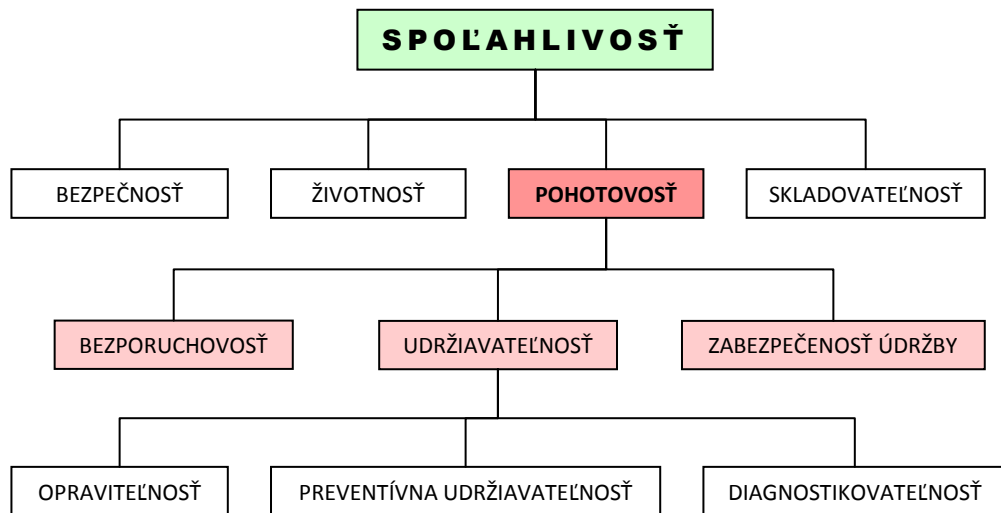 SPOĽAHLIVOSŤ
BEZPEČNOSŤ
ŽIVOTNOSŤ
POHOTOVOSŤ
SKLADOVATEĽNOSŤ
BEZPORUCHOVOSŤ
UDRŽIAVATEĽNOSŤ
ZABEZPEČENOSŤ ÚDRŽBY
OPRAVITEĽNOSŤ
PREVENTÍVNA UDRŽIAVATEĽNOSŤ
DIAGNOSTIKOVATEĽNOSŤ